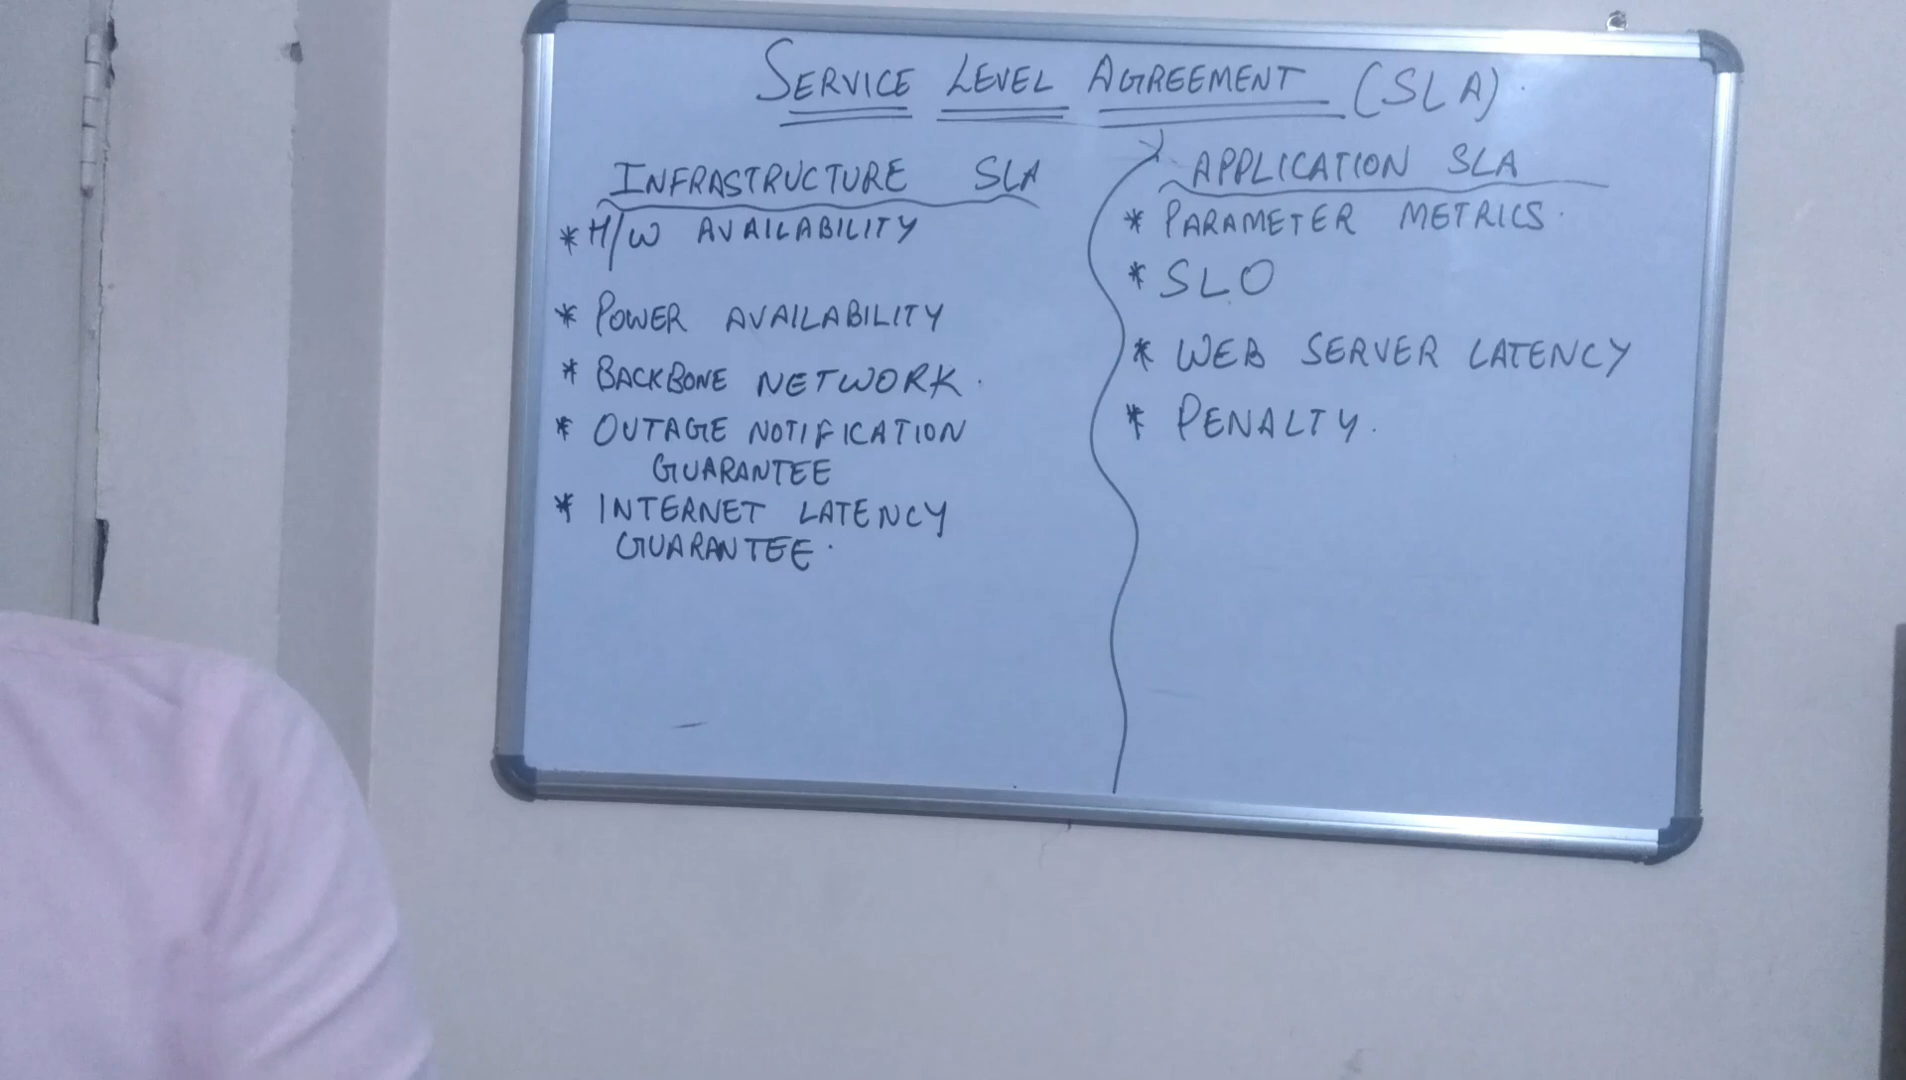 SERVICE LEVEL AGREEMENT (SLA)
INFRASTRUCTURE SLA
* H/W AVAILABILITY
* POWER AVAILABILITY
* BACKBONE NETWORK.
* OUTAGE NOTIFICATION
GUARANTEE
* INTERNET LATENCY
GUARANTEE.
APPLICATION SLA
* PARAMETER METRICS.
* SLO
* WEB SERVER LATENCY
* PENALTY.